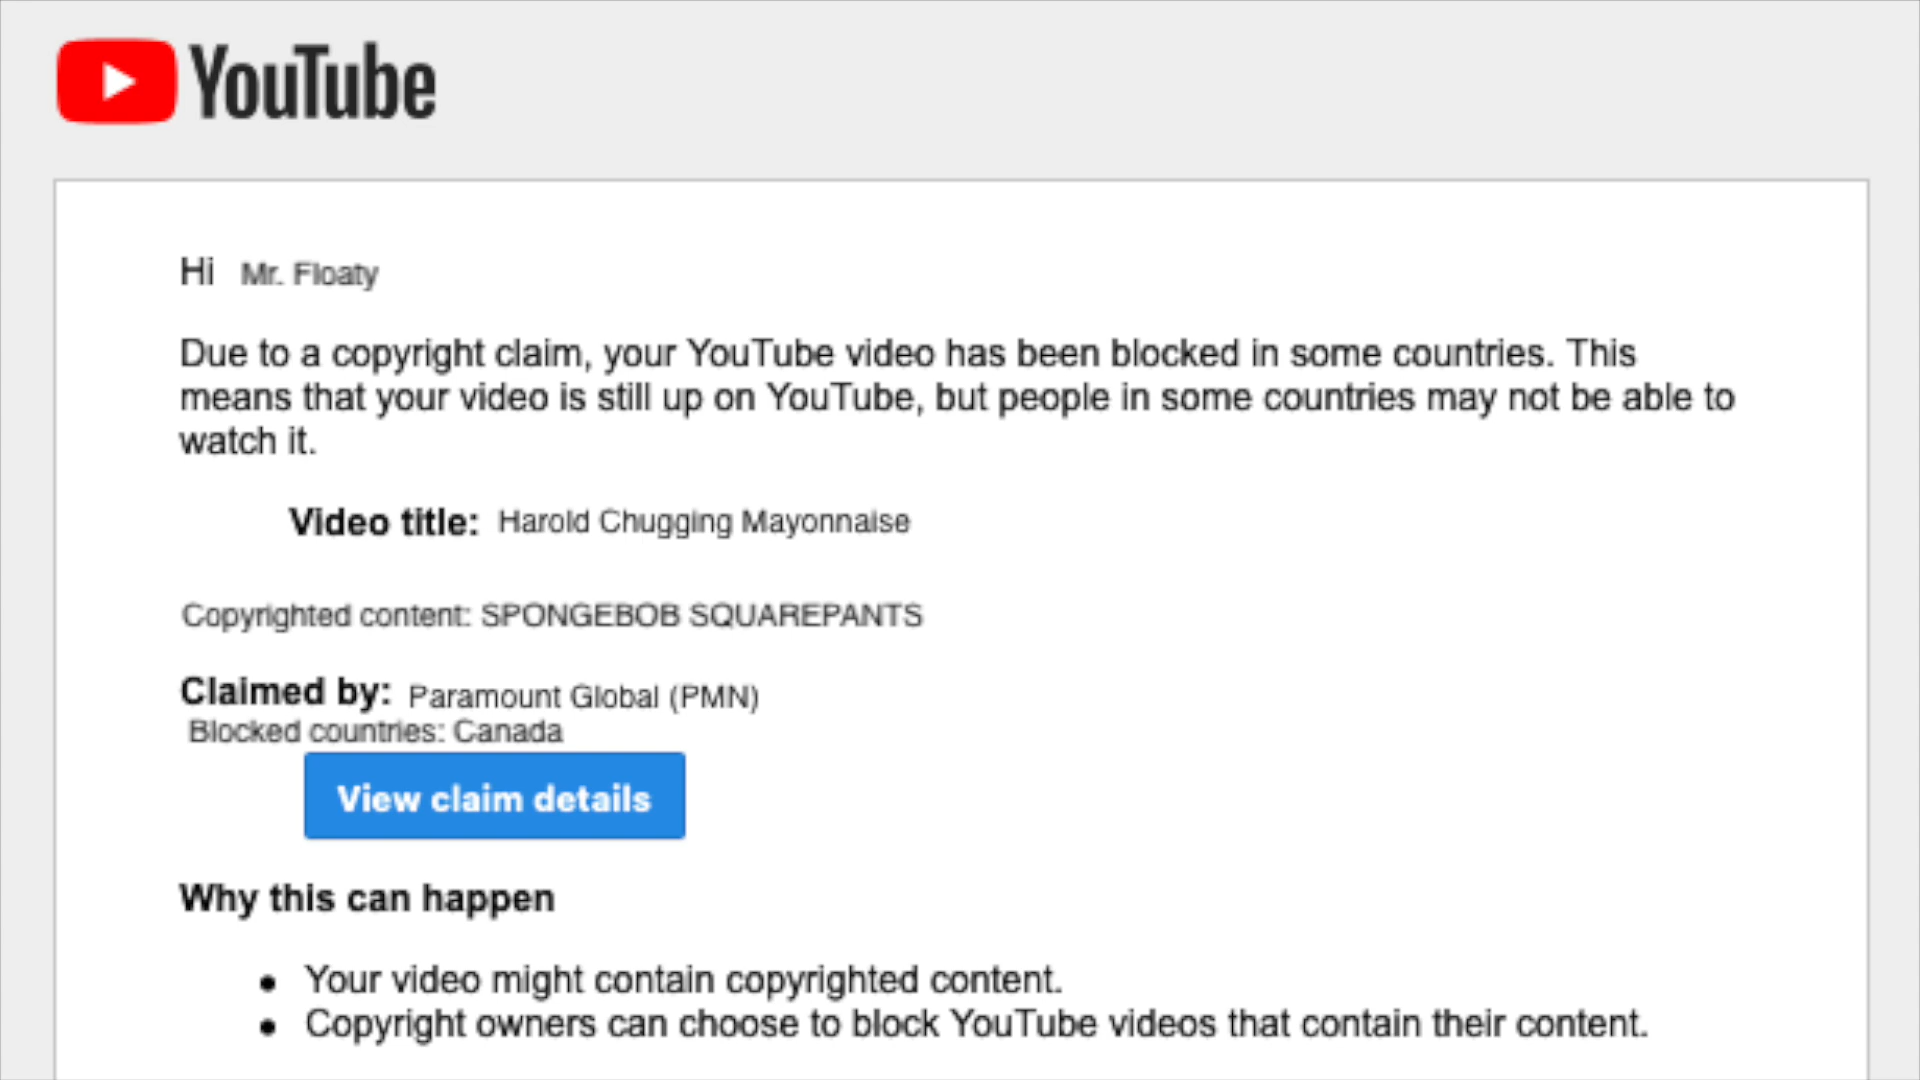 YouTube
Hi Mr. Floaty
Due to a copyright claim, your YouTube video has been blocked in some countries. This
means that your video is still up on YouTube, but people in some countries may not be able to
watch it.
Video title: Harold Chugging Mayonnaise
Copyrighted content: SPONGEBOB SQUAREPANTS
Claimed by: Paramount Global (PMN)
Blocked countries: Canada
View claim details
Why this can happen
● Your video might contain copyrighted content.
● Copyright owners can choose to block YouTube videos that contain their content.